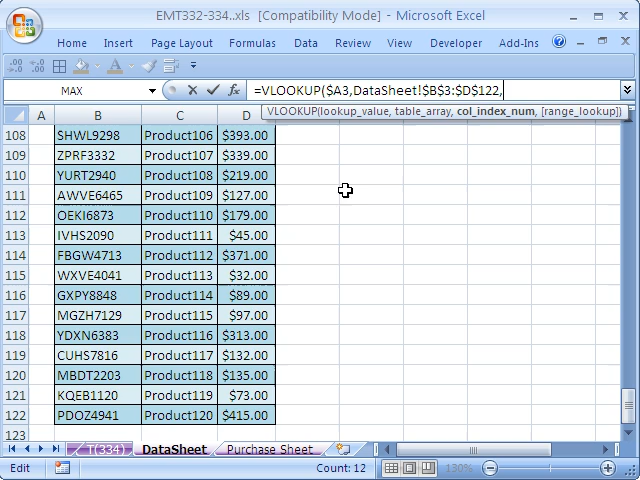 EMT332-334..xls [Compatibility Mode] - Microsoft Excel
Home Insert Page Layout Formulas Data Review View Developer Add-Ins
MAX =VLOOKUP($A3,DataSheet!$B$3:$D$122,
VLOOKUP(lookup_value, table_array, col_index_num, [range_lookup])
A B C D E F G H I
108 SHWL9298 Product106 $393.00
109 ZPRF3332 Product107 $339.00
110 YURT2940 Product108 $219.00
111 AWVE6465 Product109 $127.00
112 OEKI6873 Product110 $179.00
113 IVHS2090 Product111 $45.00
114 FBGW4713 Product112 $371.00
115 WXVE4041 Product113 $32.00
116 GXPY8848 Product114 $89.00
117 MGZH7129 Product115 $97.00
118 YDXN6383 Product116 $313.00
119 CUHS7816 Product117 $132.00
120 MBDT2203 Product118 $135.00
121 KQEB1120 Product119 $73.00
122 PDOZ4941 Product120 $415.00
123
T(334) DataSheet Purchase Sheet
Edit Count: 12 130%